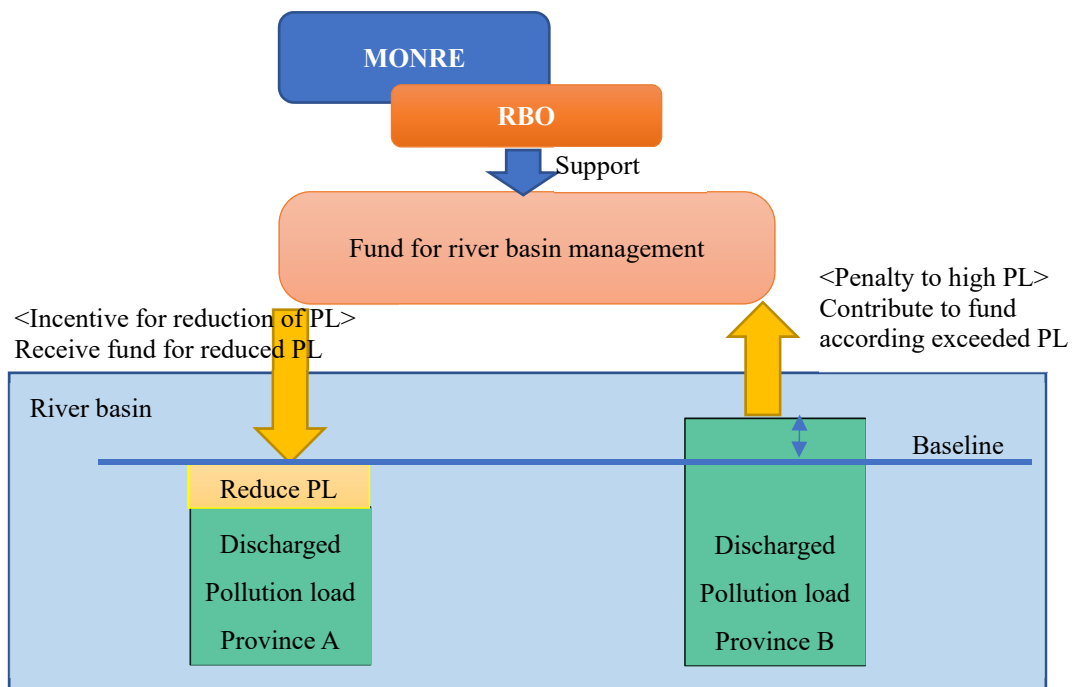 MONRE
RBO
Support
Fund for river basin management
<Incentive for reduction of PL>
Receive fund for reduced PL
<Penalty to high PL>
Contribute to fund
according exceeded PL
River basin
Baseline
Reduce PL
Discharged
Pollution load
Province A
Discharged
Pollution load
Province B